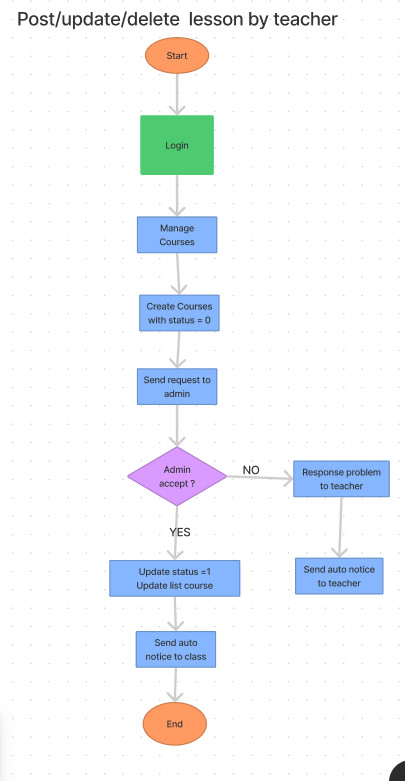 Post/update/delete lesson by teacher
Start
Login
Manage
Courses
Create Courses
with status = 0
Send request to
admin
Admin
accept ?
NO
Response problem
to teacher
YES
Send auto notice
to teacher
Update status =1
Update list course
Send auto
notice to class
End